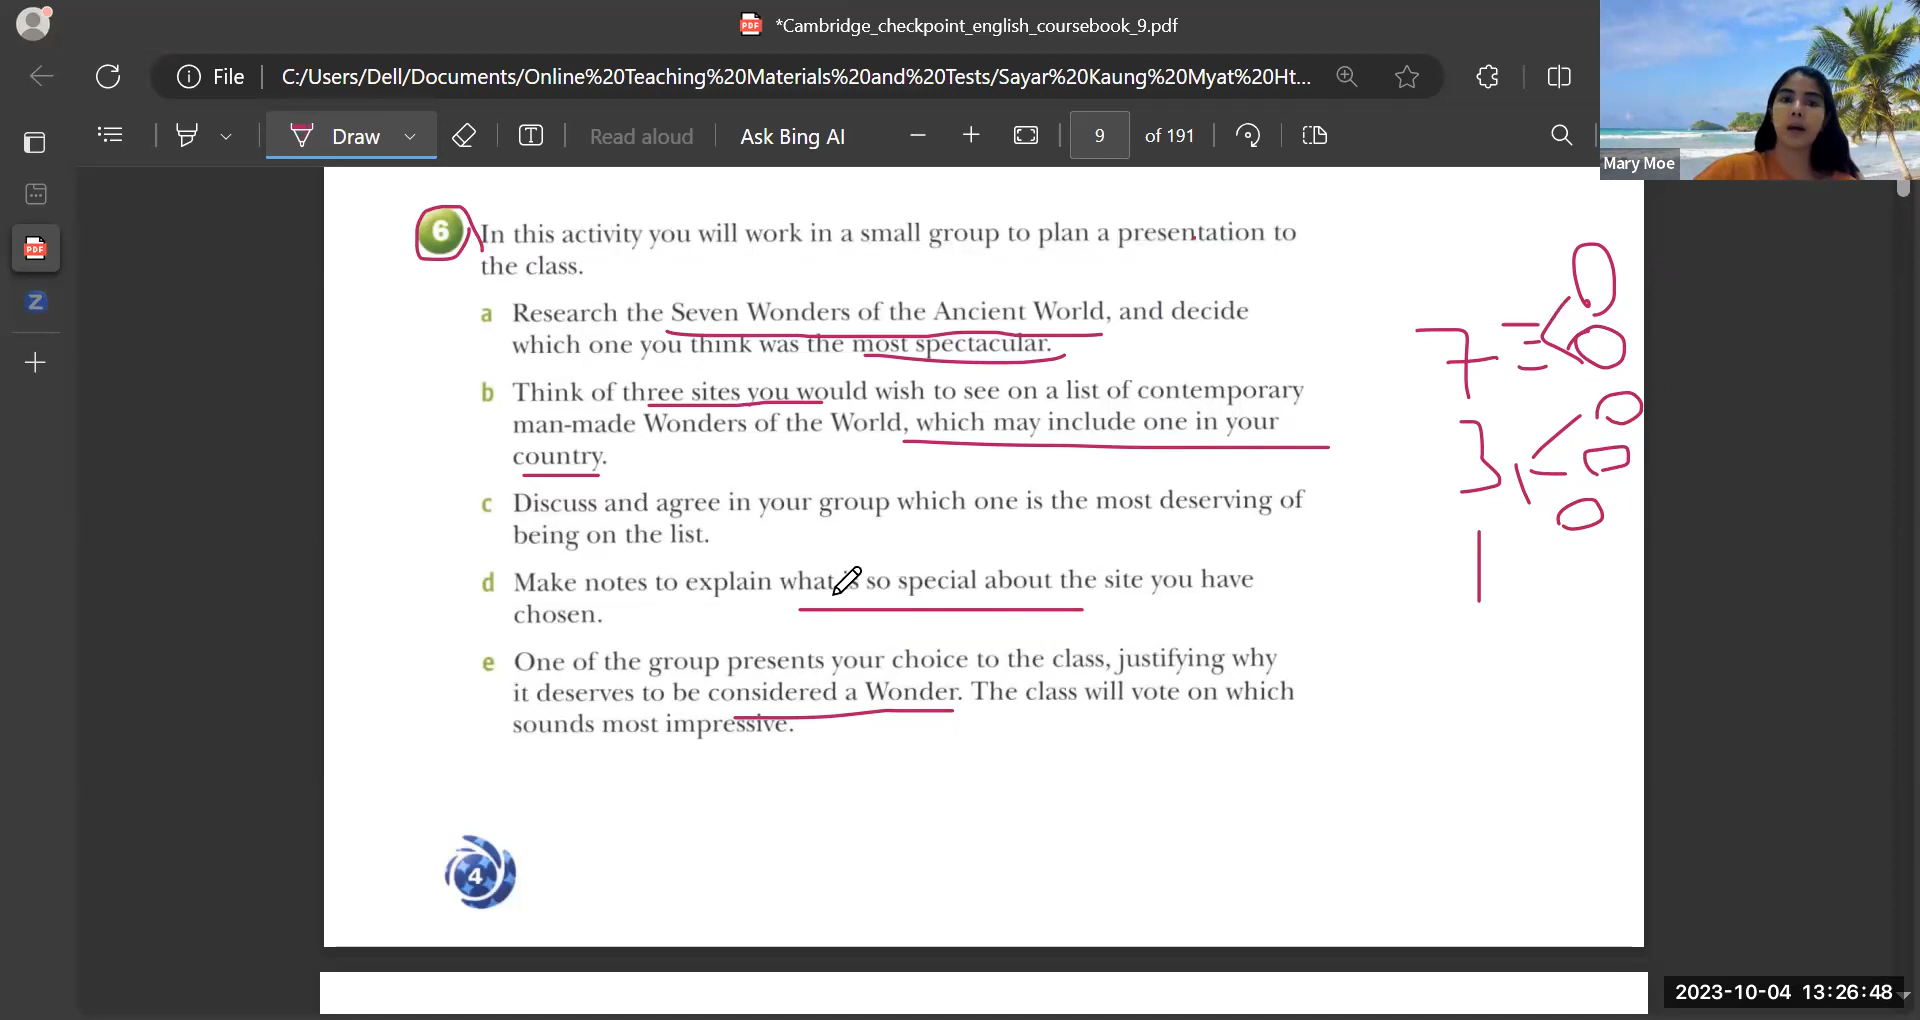 *Cambridge_checkpoint_english_coursebook_9.pdf
File
C:/Users/Dell/Documents/Online%20Teaching%20Materials%20and%20Tests/Sayar%20Kaung%20Myat%20Ht...
Draw
Read aloud
Ask Bing AI
9
of 191
Mary Moe
6
In this activity you will work in a small group to plan a presentation to
the class.
a Research the Seven Wonders of the Ancient World, and decide
which one you think was the most spectacular.
b Think of three sites you would wish to see on a list of contemporary
man-made Wonders of the World, which may include one in your
country.
c Discuss and agree in your group which one is the most deserving of
being on the list.
d Make notes to explain what is so special about the site you have
chosen.
e One of the group presents your choice to the class, justifying why
it deserves to be considered a Wonder. The class will vote on which
sounds most impressive.
7
3
1
4
2023-10-04 13:26:48